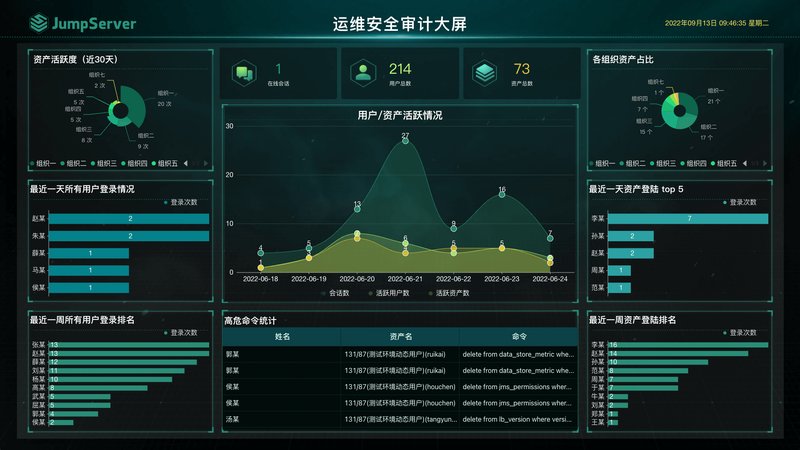 JumpServer
运维安全审计大屏
2022年09月13日 09:46:35 星期二
资产活跃度（近30天）
组织七
2 次
组织一
20 次
组织五
5 次
组织四
5 次
组织三
8 次
组织二
9 次
组织一 组织二 组织三 组织四 组织五
1
在线会话
214
用户总数
73
资产总数
各组织资产占比
组织七
1 个
组织一
21 个
组织四
7 个
组织三
15 个
组织二
17 个
组织一 组织二 组织三 组织四 组织五
用户/资产活跃情况
30
20
10
0
4 5 13 27 9 16 7
1 3 8 6 4 5 3
1 3 7 4 5 5 2
2022-06-18 2022-06-19 2022-06-20 2022-06-21 2022-06-22 2022-06-23 2022-06-24
会话数 活跃用户数 活跃资产数
最近一天所有用户登录情况
登录次数
赵某 2
朱某 2
薛某 1
马某 1
侯某 1
最近一天资产登陆 top 5
登录次数
李某 7
孙某 2
赵某 2
周某 1
范某 1
最近一周所有用户登录排名
登录次数
张某 13
赵某 13
薛某 12
刘某 11
杨某 10
高某 8
武某 5
屈某 5
郭某 4
侯某 2
高危命令统计
姓名 资产名 命令
郭某 131/87(测试环境动态用户)(ruikai) delete from data_store_metric whe...
郭某 131/87(测试环境动态用户)(ruikai) delete from data_store_metric whe...
侯某 131/87(测试环境动态用户)(houchen) delete from jms_permissions wher...
侯某 131/87(测试环境动态用户)(houchen) delete from jms_permissions wher...
汤某 131/87(测试环境动态用户)(tangyun... delete from lb_version where versi...
最近一周资产登陆排名
登录次数
李某 16
赵某 14
孙某 10
范某 8
周某 7
于某 7
牛某 2
刘某 2
郑某 1
王某 1